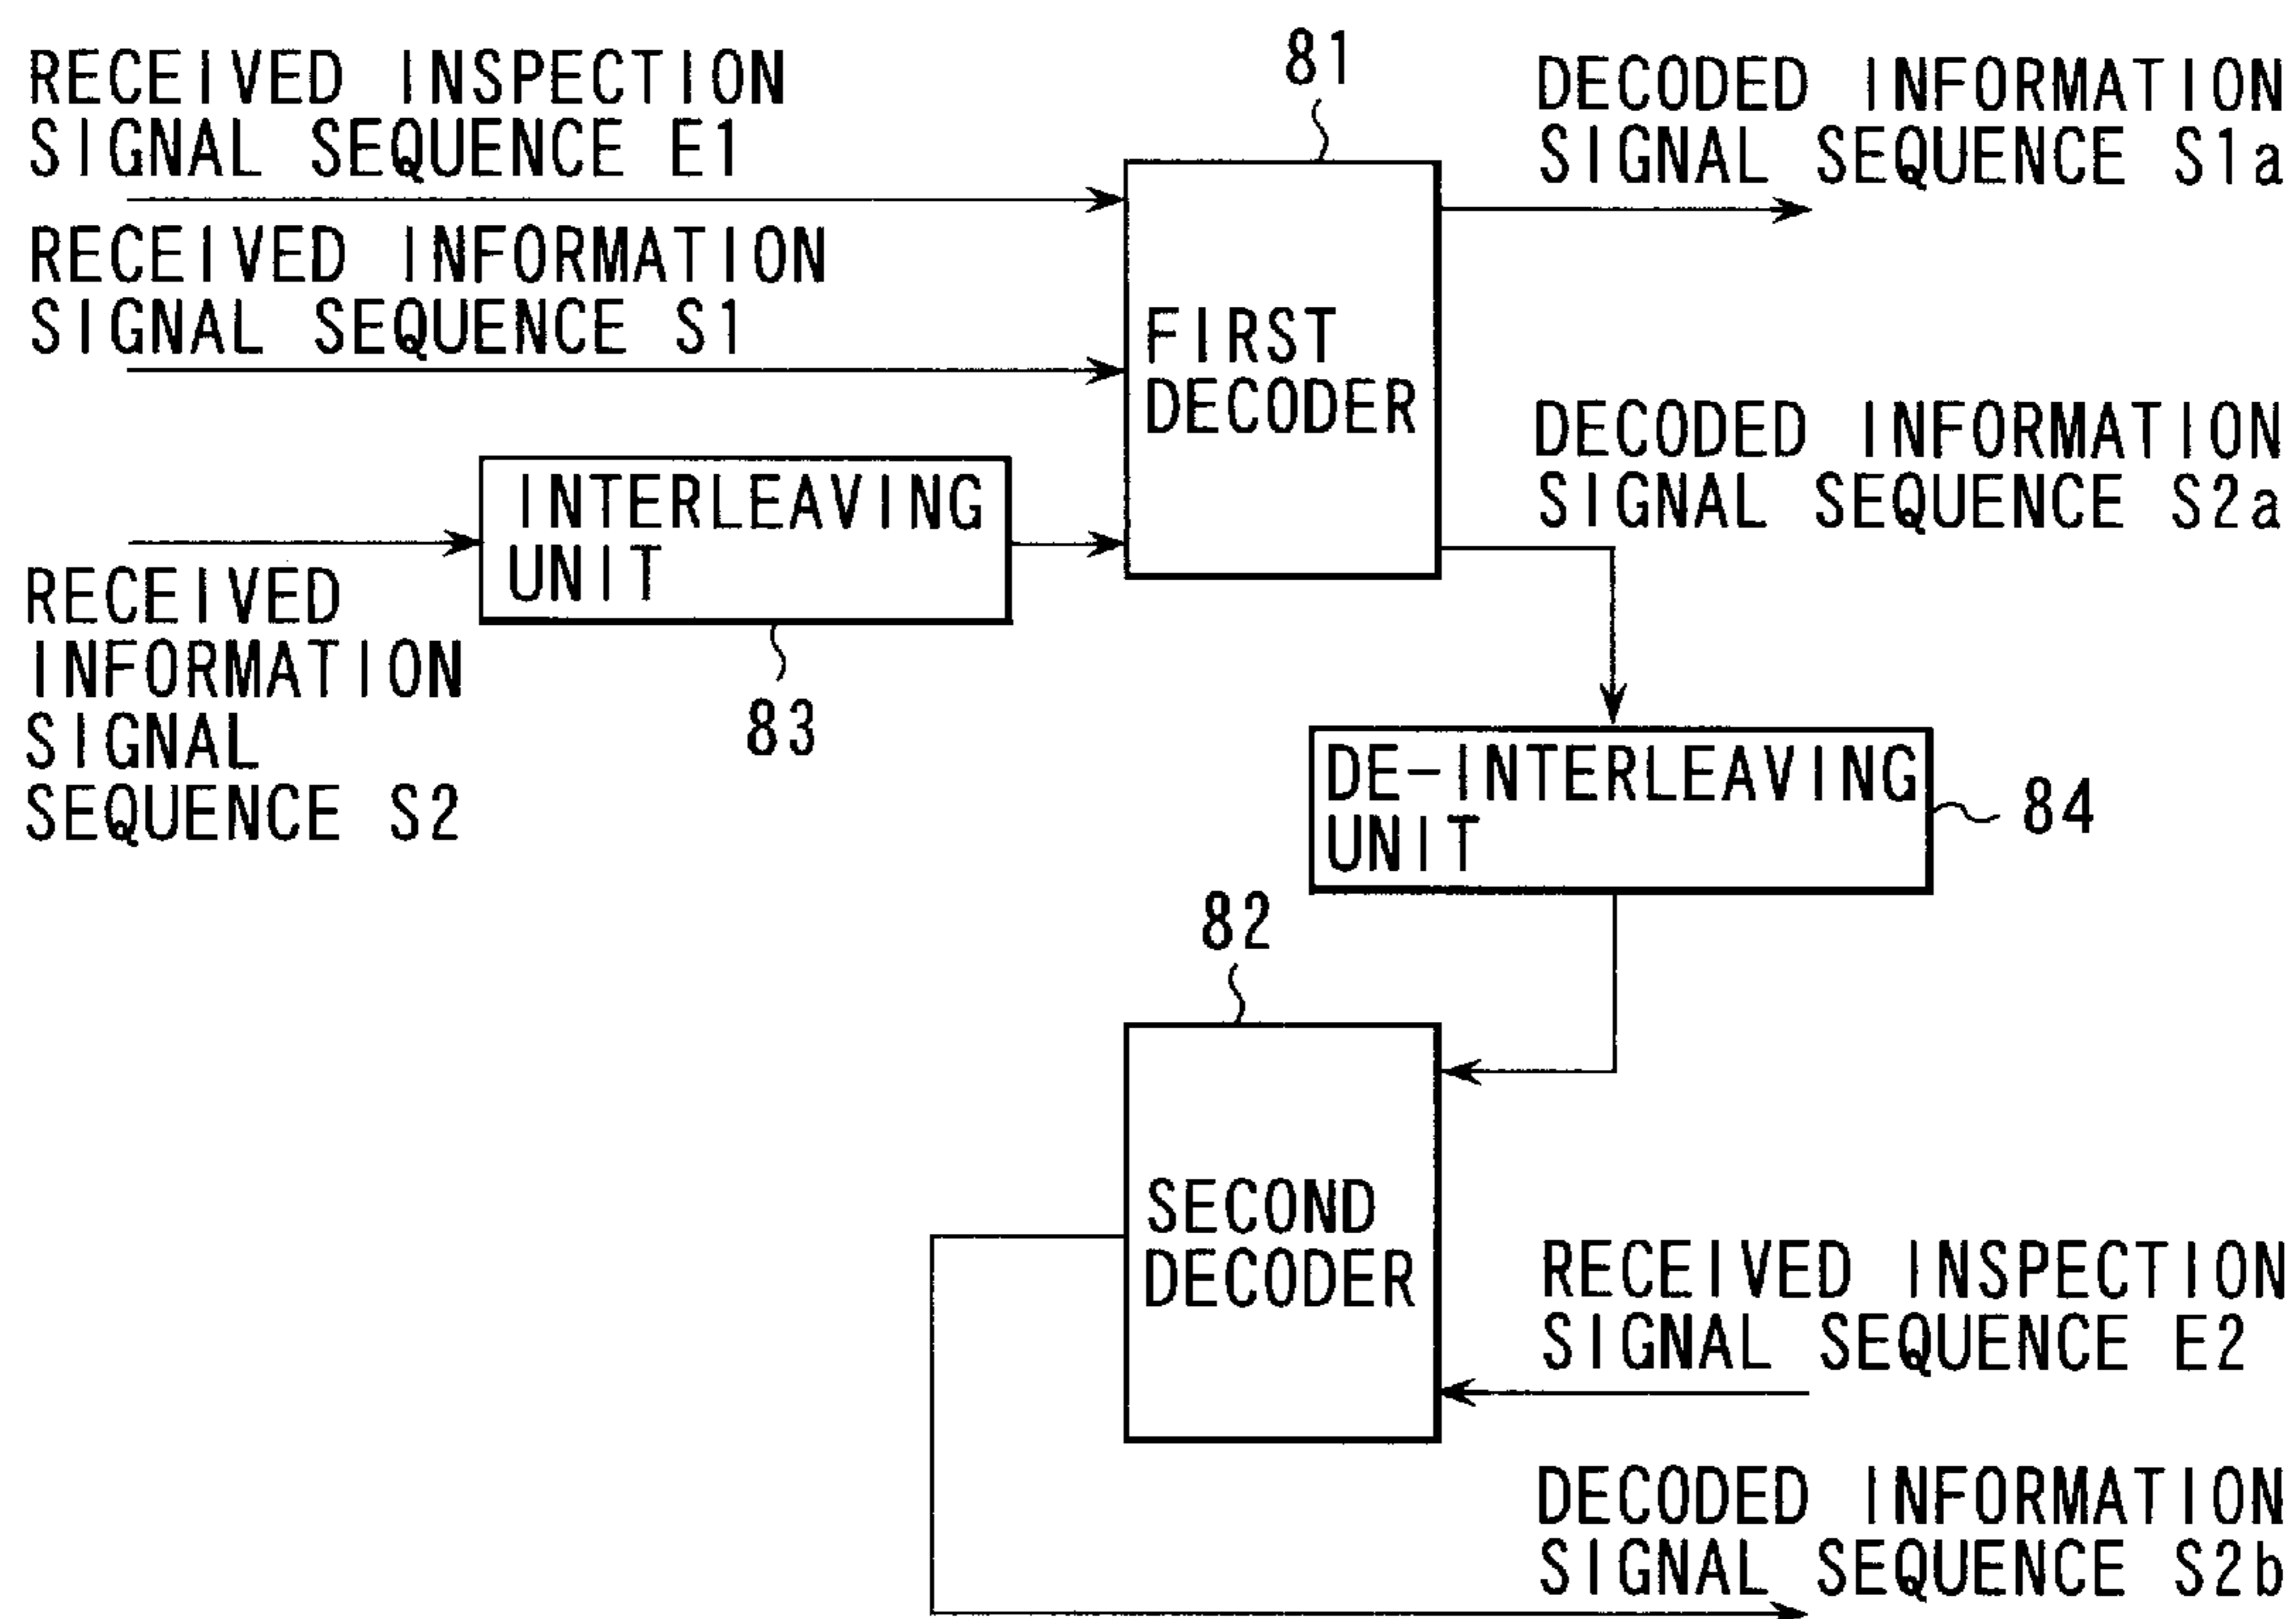 RECEIVED INSPECTION
SIGNAL SEQUENCE E1
RECEIVED INFORMATION
SIGNAL SEQUENCE S1
81
FIRST
DECODER
DECODED INFORMATION
SIGNAL SEQUENCE S1a
DECODED INFORMATION
SIGNAL SEQUENCE S2a
INTERLEAVING
UNIT
83
RECEIVED
INFORMATION
SIGNAL
SEQUENCE S2
DE-INTERLEAVING
UNIT
84
82
SECOND
DECODER
RECEIVED INSPECTION
SIGNAL SEQUENCE E2
DECODED INFORMATION
SIGNAL SEQUENCE S2b